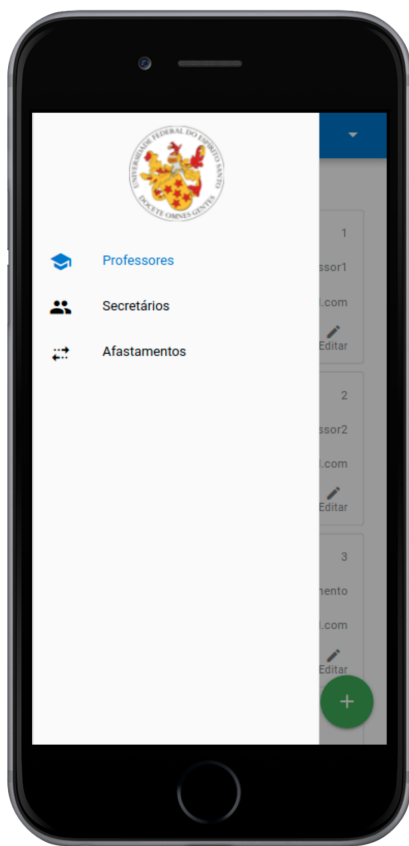 UNIVERSIDADE FEDERAL DO ESPÍRITO SANTO
DOCETE OMNES GENTES
Professores
Secretários
Afastamentos
1
ssor1
l.com
Editar
2
ssor2
l.com
Editar
3
mento
l.com
Editar